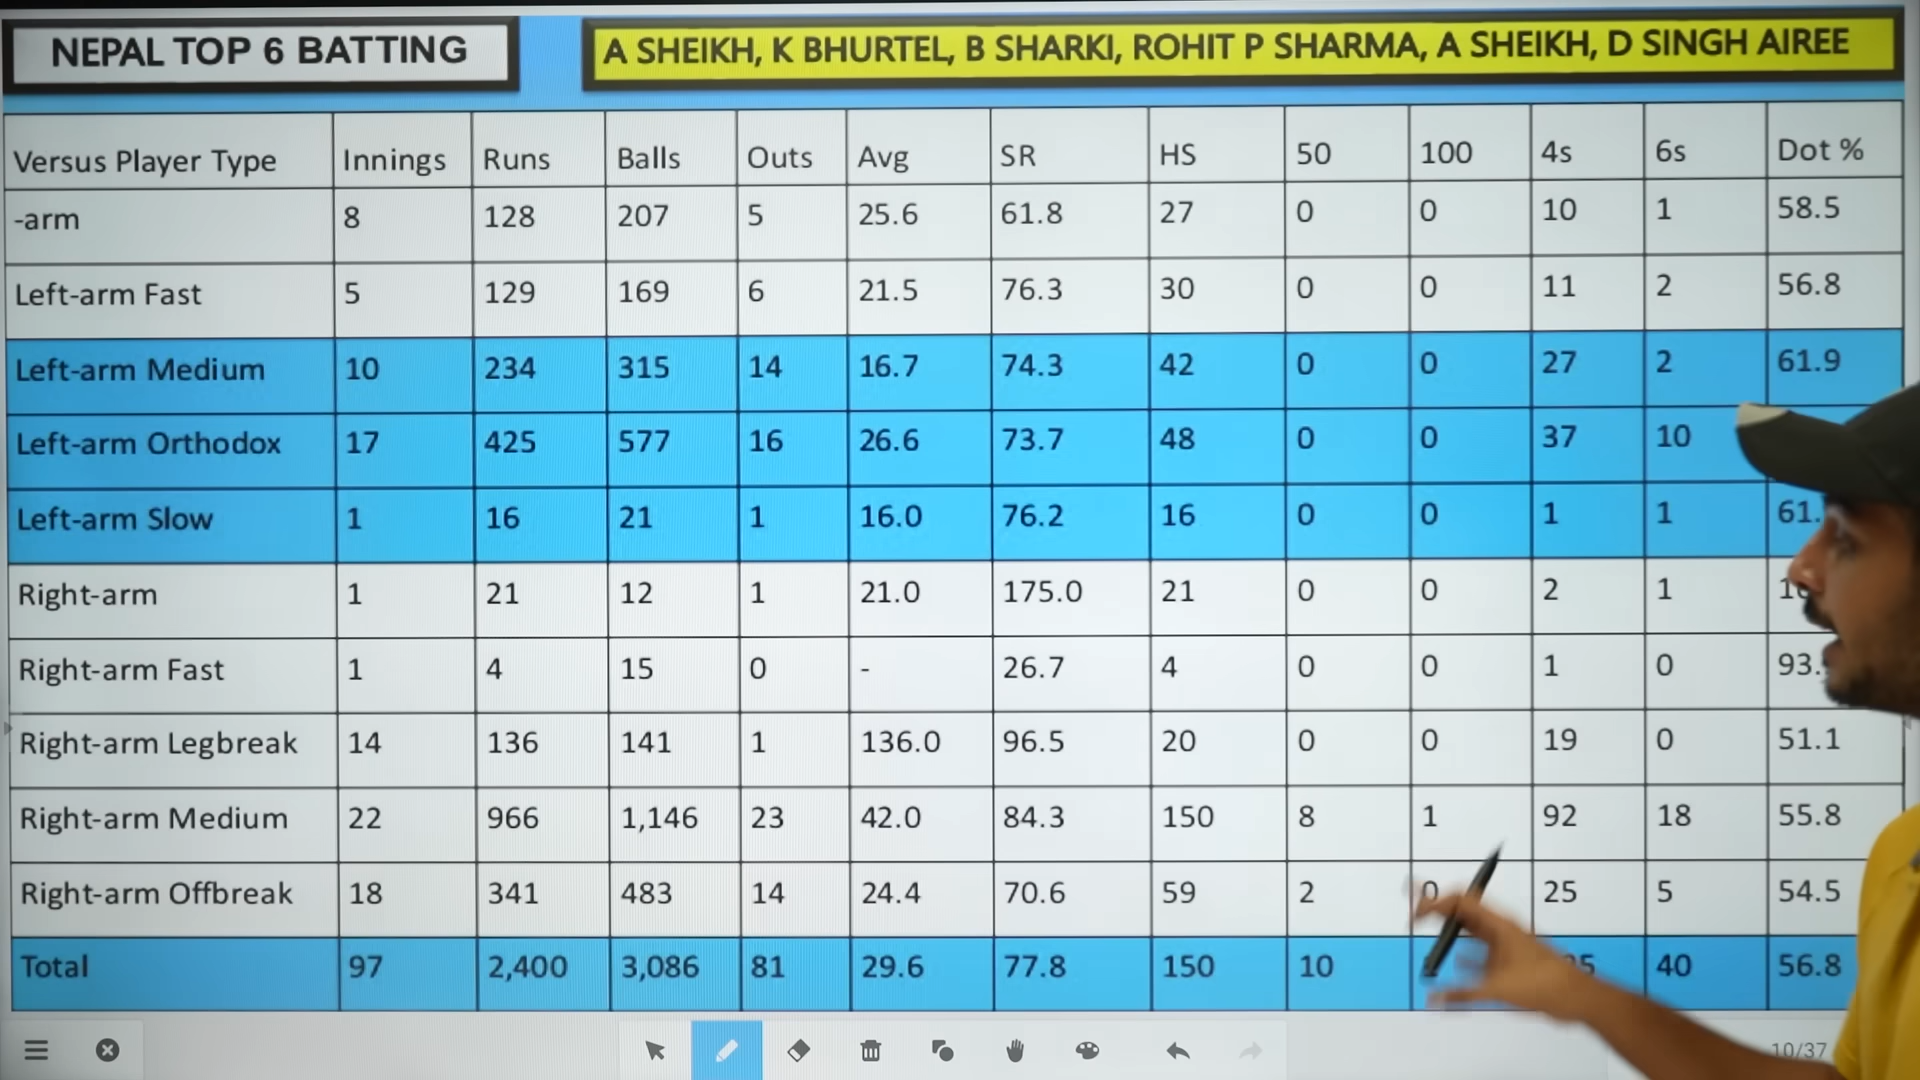 NEPAL TOP 6 BATTING
A SHEIKH, K BHURTEL, B SHARKI, ROHIT P SHARMA, A SHEIKH, D SINGH AIREE
Versus Player Type Innings Runs Balls Outs Avg SR HS 50 100 4s 6s Dot %
-arm 8 128 207 5 25.6 61.8 27 0 0 10 1 58.5
Left-arm Fast 5 129 169 6 21.5 76.3 30 0 0 11 2 56.8
Left-arm Medium 10 234 315 14 16.7 74.3 42 0 0 27 2 61.9
Left-arm Orthodox 17 425 577 16 26.6 73.7 48 0 0 37 10
Left-arm Slow 1 16 21 1 16.0 76.2 16 0 0 1 1 61.
Right-arm 1 21 12 1 21.0 175.0 21 0 0 2 1
Right-arm Fast 1 4 15 0 - 26.7 4 0 0 1 0 93.
Right-arm Legbreak 14 136 141 1 136.0 96.5 20 0 0 19 0 51.1
Right-arm Medium 22 966 1,146 23 42.0 84.3 150 8 1 92 18 55.8
Right-arm Offbreak 18 341 483 14 24.4 70.6 59 2 0 25 5 54.5
Total 97 2,400 3,086 81 29.6 77.8 150 10 40 56.8
10/37